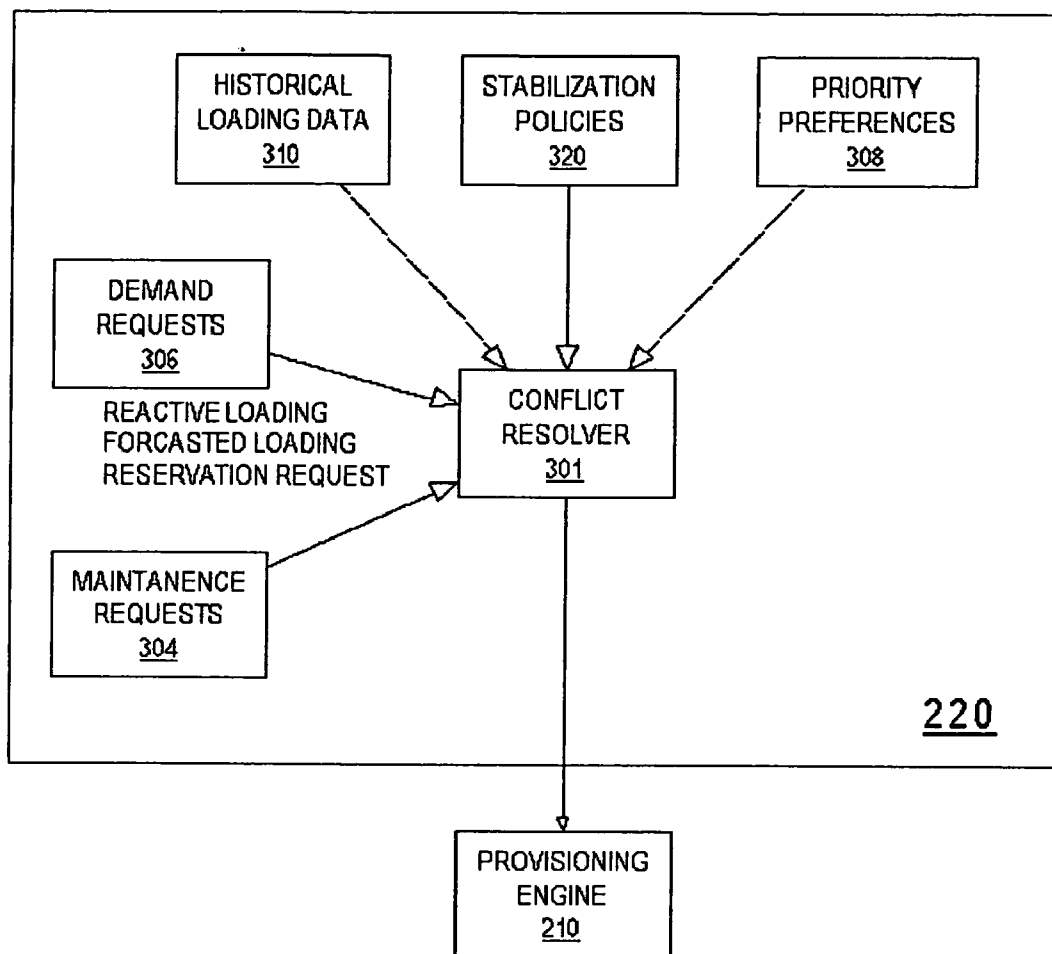 HISTORICAL
LOADING DATA
310
STABILIZATION
POLICIES
320
PRIORITY
PREFERENCES
308
DEMAND
REQUESTS
306
REACTIVE LOADING
FORCASTED LOADING
RESERVATION REQUEST
CONFLICT
RESOLVER
301
MAINTANENCE
REQUESTS
304
220
PROVISIONING
ENGINE
210